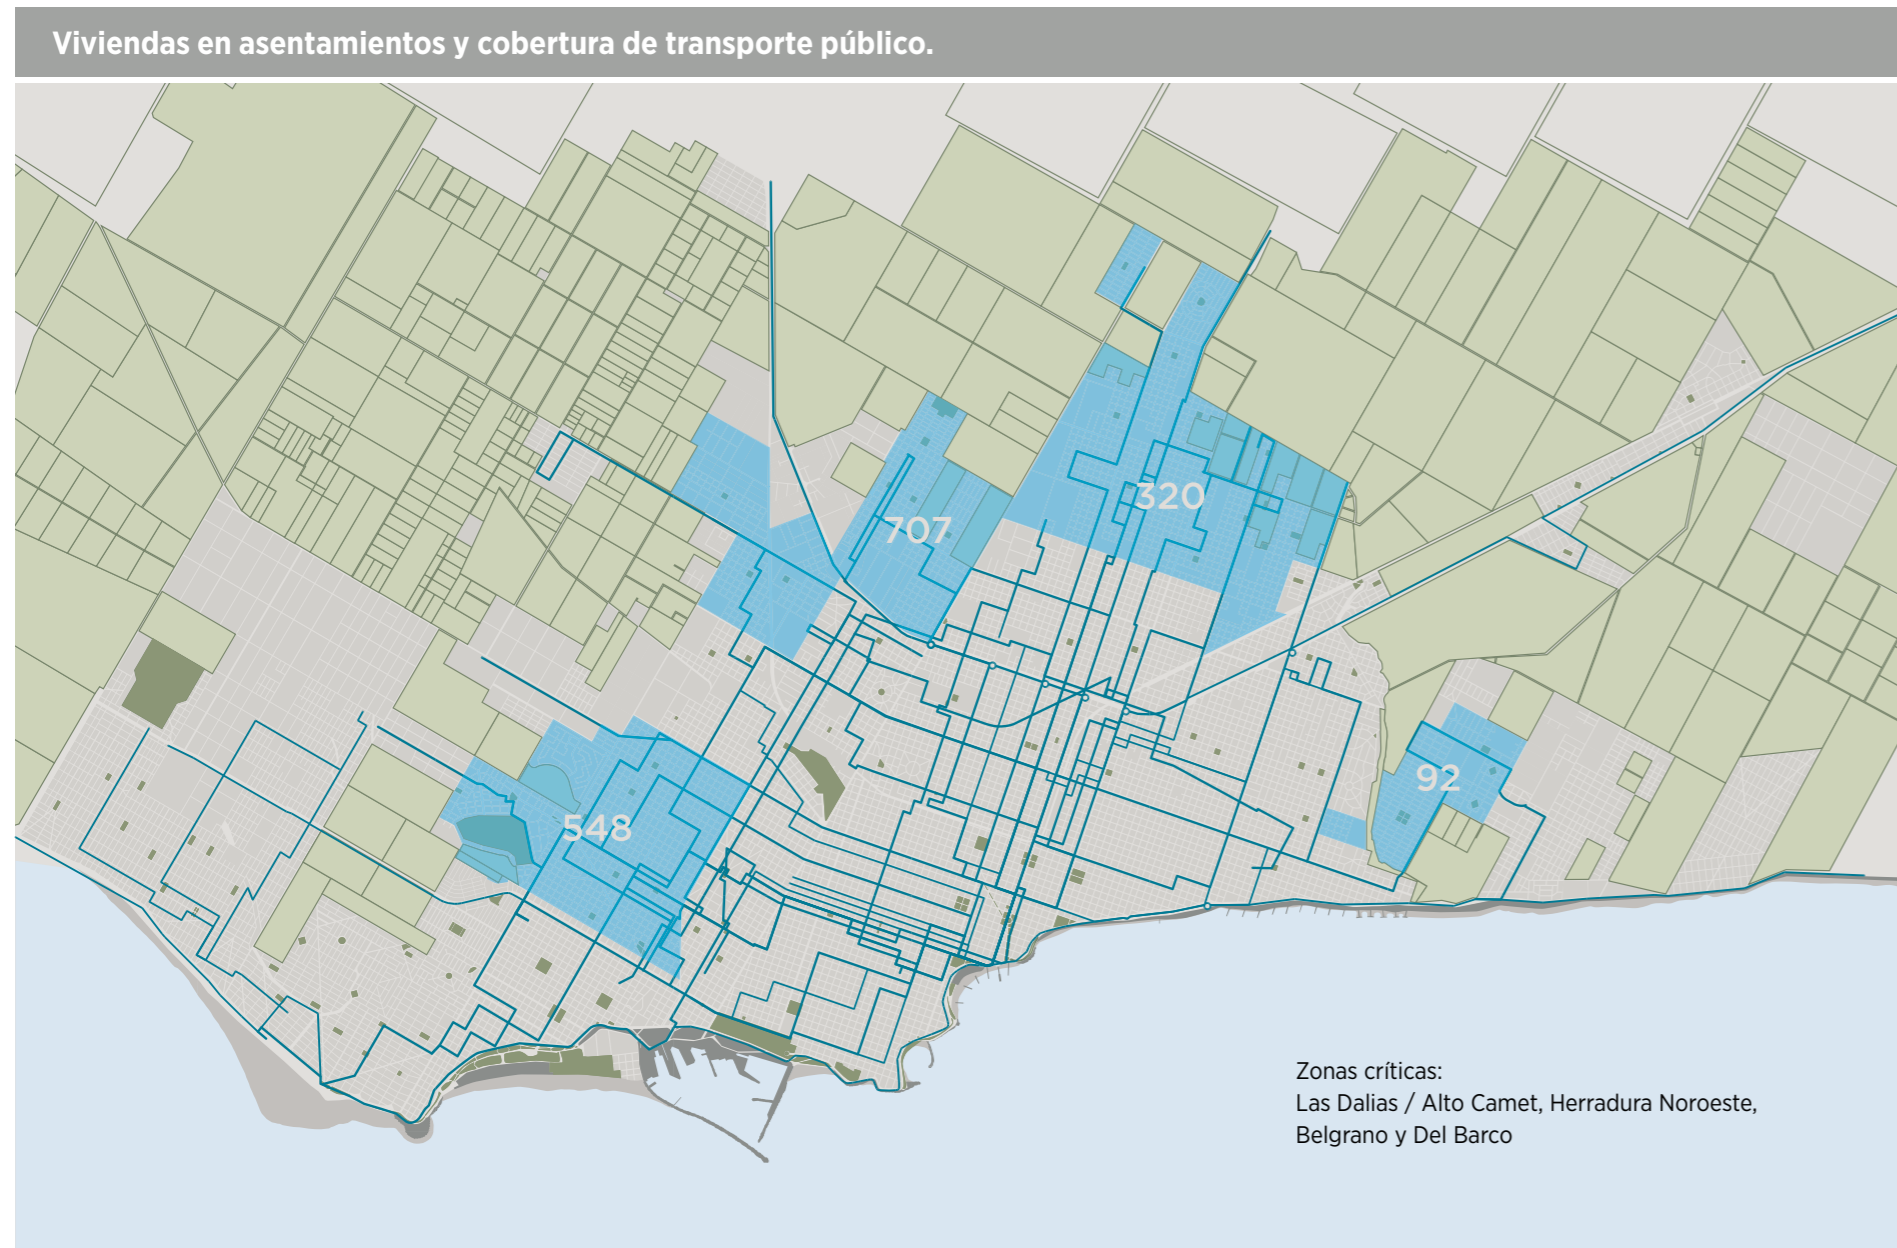 Viviendas en asentamientos y cobertura de transporte público.
320
707
92
548
Zonas críticas:
Las Dalias / Alto Camet, Herradura Noroeste,
Belgrano y Del Barco